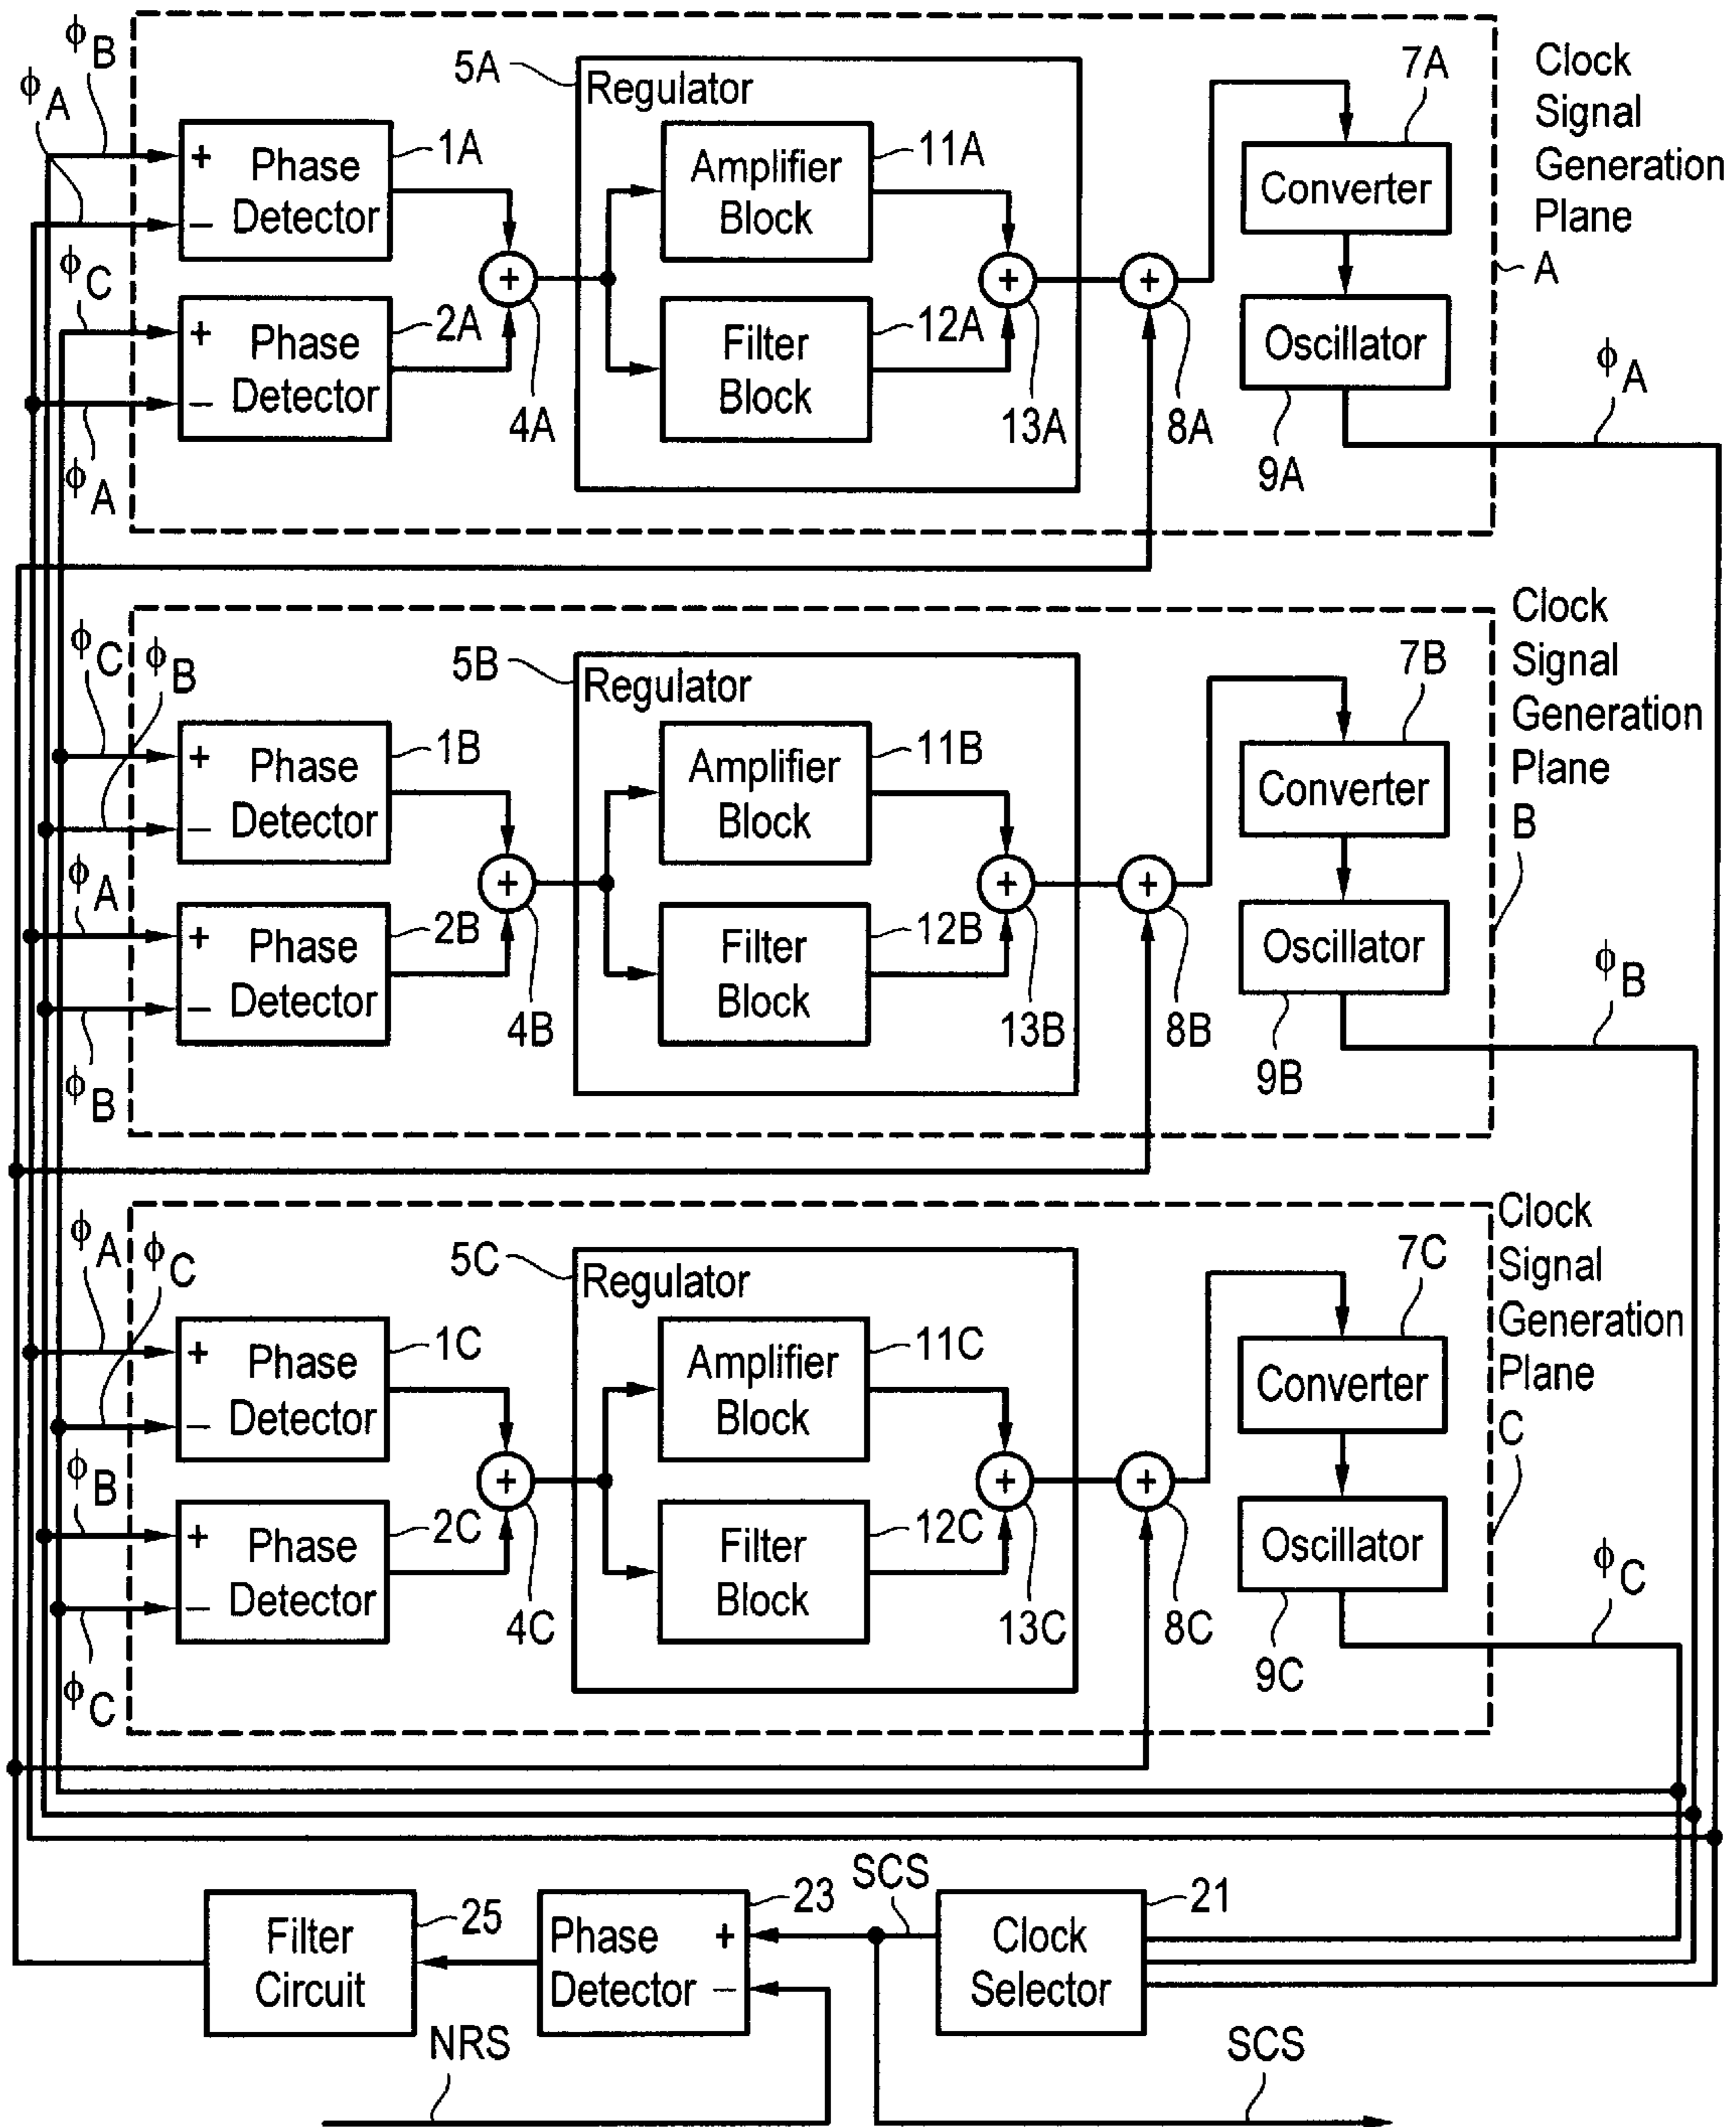 ϕB
ϕA
ϕC
ϕA
+
−
Phase
Detector
1A
+
−
Phase
Detector
2A
+
4A
5A
Regulator
Amplifier
Block
11A
Filter
Block
12A
+
13A
+
8A
7A
Converter
Oscillator
9A
Clock
Signal
Generation
Plane
A
ϕA
ϕC
ϕB
ϕA
ϕB
+
−
Phase
Detector
1B
+
−
Phase
Detector
2B
+
4B
5B
Regulator
Amplifier
Block
11B
Filter
Block
12B
+
13B
+
8B
7B
Converter
Oscillator
9B
Clock
Signal
Generation
Plane
B
ϕB
ϕA
ϕC
ϕB
ϕC
+
−
Phase
Detector
1C
+
−
Phase
Detector
2C
+
4C
5C
Regulator
Amplifier
Block
11C
Filter
Block
12C
+
13C
+
8C
7C
Converter
Oscillator
9C
Clock
Signal
Generation
Plane
C
ϕC
Filter
Circuit
25
Phase
Detector
+
−
23
SCS
Clock
Selector
21
NRS
SCS